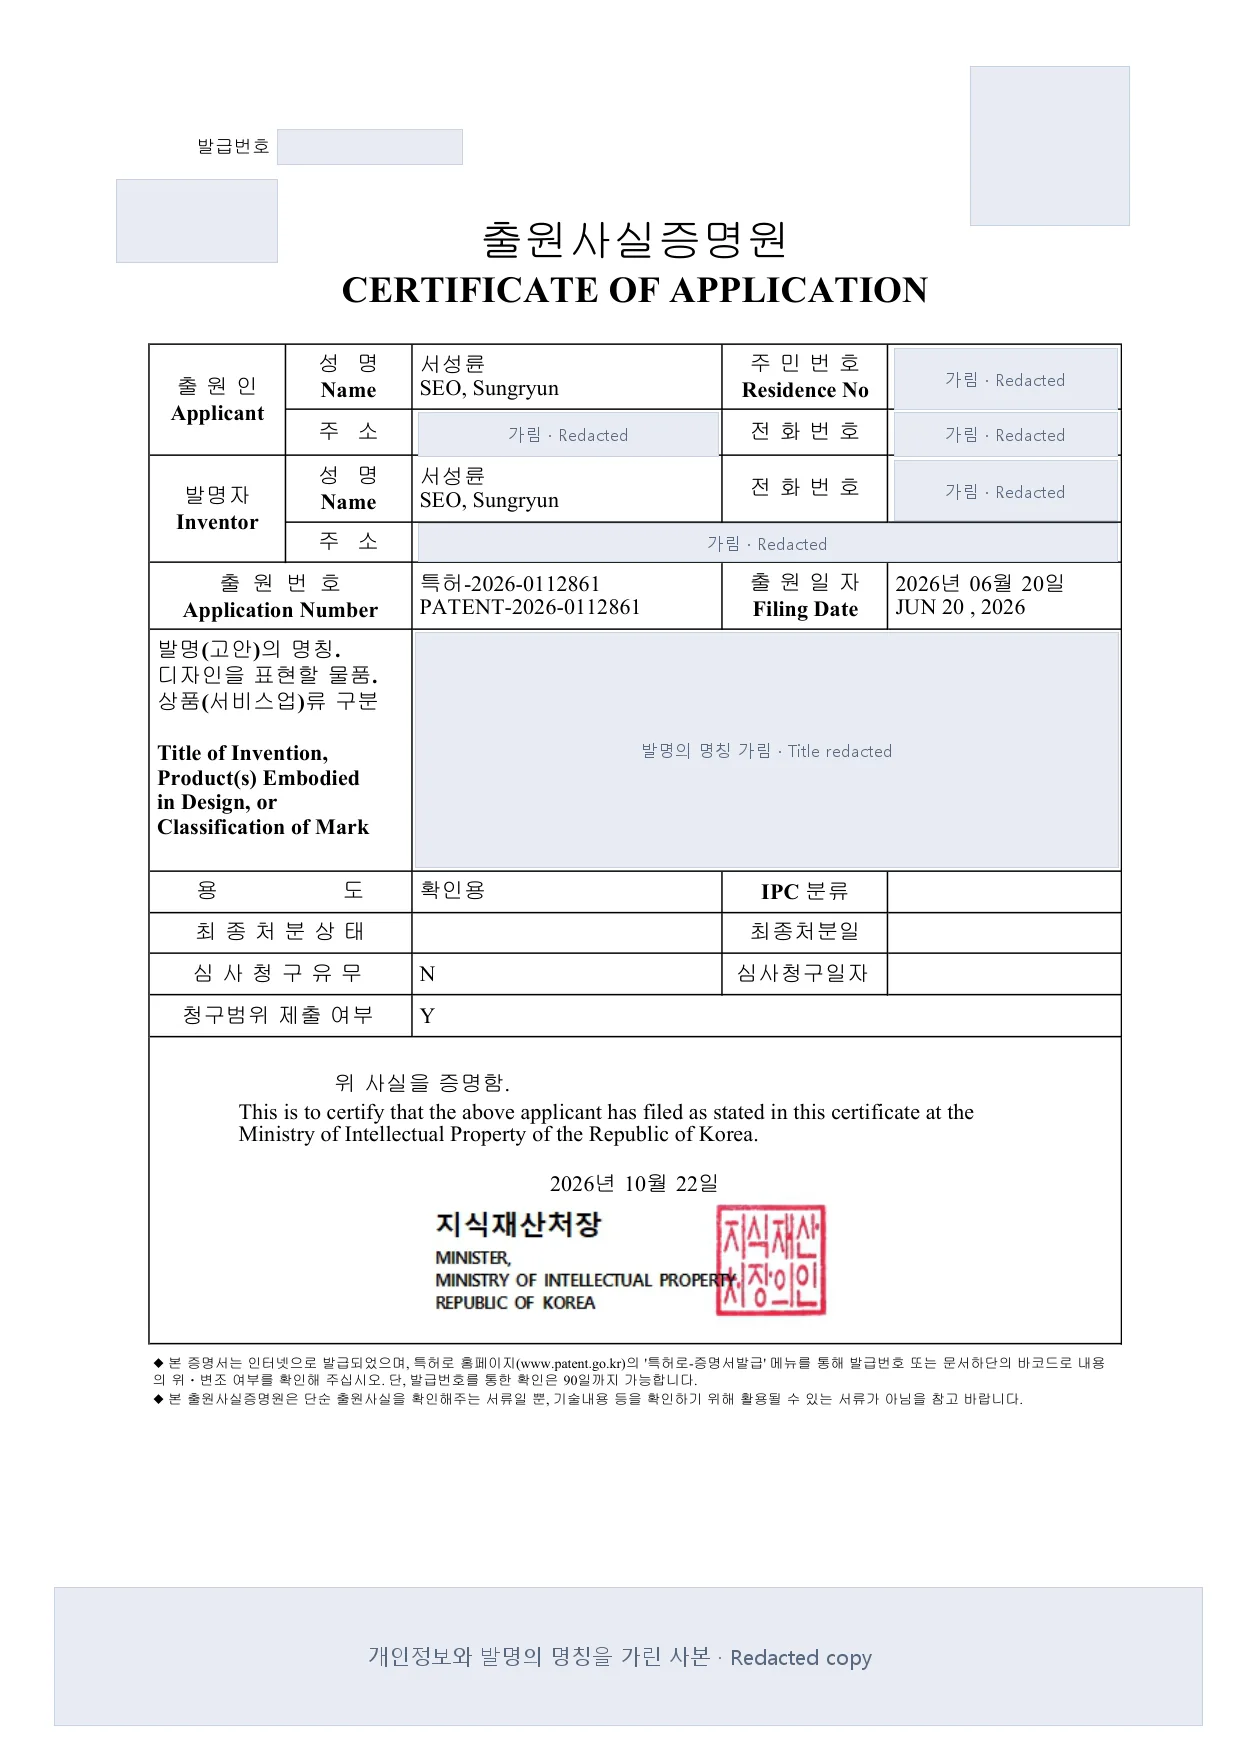 발급번호
출원사실증명원
CERTIFICATE OF APPLICATION
출 원 인
Applicant
성 명
Name
서성륜
SEO, Sungryun
주 민 번 호
Residence No
가림 · Redacted
주 소
가림 · Redacted
전 화 번 호
가림 · Redacted
발명자
Inventor
성 명
Name
서성륜
SEO, Sungryun
전 화 번 호
가림 · Redacted
주 소
가림 · Redacted
출 원 번 호
Application Number
특허-2026-0112861
PATENT-2026-0112861
출 원 일 자
Filing Date
2026년 06월 20일
JUN 20 , 2026
발명(고안)의 명칭.
디자인을 표현할 물품.
상품(서비스업)류 구분
Title of Invention,
Product(s) Embodied
in Design, or
Classification of Mark
발명의 명칭 가림 · Title redacted
용 도
확인용
IPC 분류
최 종 처 분 상 태
최종처분일
심 사 청 구 유 무
N
심사청구일자
청구범위 제출 여부
Y
위 사실을 증명함.
This is to certify that the above applicant has filed as stated in this certificate at the
Ministry of Intellectual Property of the Republic of Korea.
2026년 10월 22일
지식재산처장
MINISTER,
MINISTRY OF INTELLECTUAL PROPERTY
REPUBLIC OF KOREA
지식재산
처장의인
◆ 본 증명서는 인터넷으로 발급되었으며, 특허로 홈페이지(www.patent.go.kr)의 '특허로-증명서발급' 메뉴를 통해 발급번호 또는 문서하단의 바코드로 내용
의 위·변조 여부를 확인해 주십시오. 단, 발급번호를 통한 확인은 90일까지 가능합니다.
◆ 본 출원사실증명원은 단순 출원사실을 확인해주는 서류일 뿐, 기술내용 등을 확인하기 위해 활용될 수 있는 서류가 아님을 참고 바랍니다.
개인정보와 발명의 명칭을 가린 사본 · Redacted copy